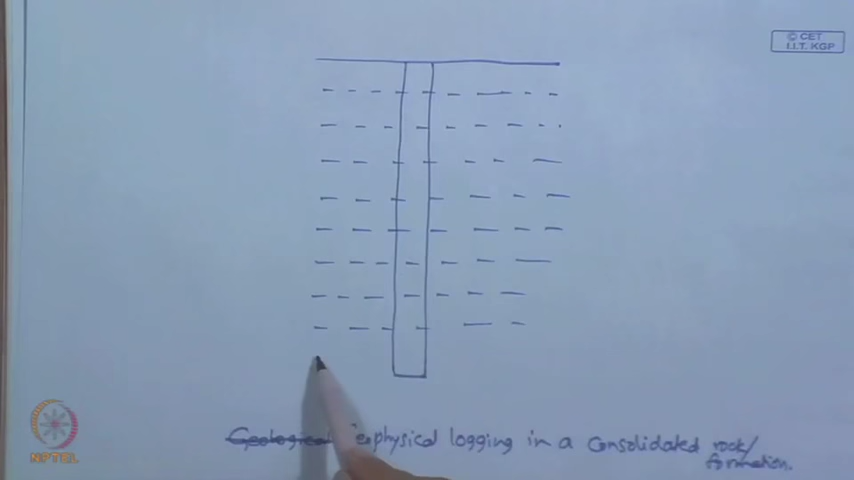 © CET
I.I.T. KGP
Geological eophysical logging in a consolidated rock/
formation.
NPTEL